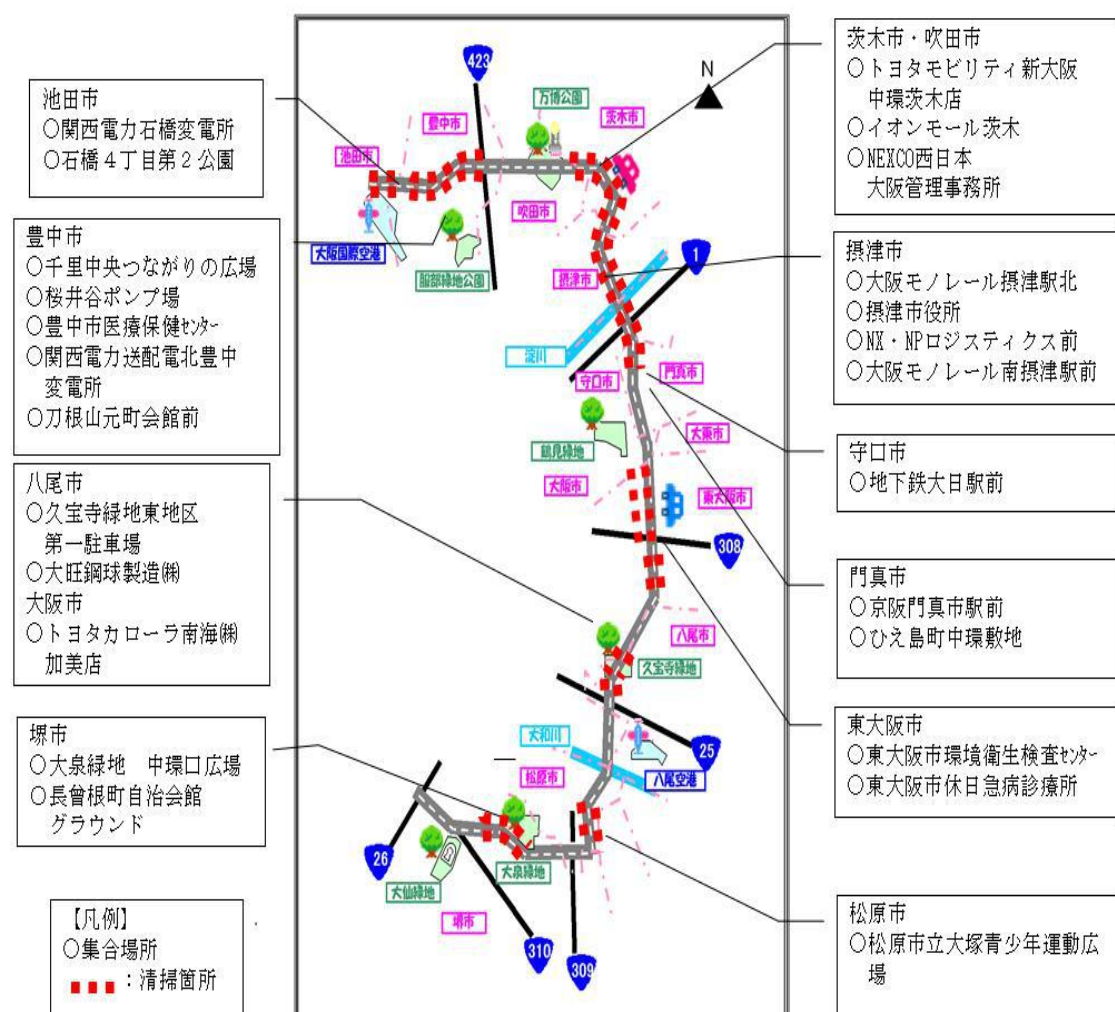 池田市
○関西電力石橋変電所
○石橋4丁目第2公園
豊中市
○千里中央つながりの広場
○桜井谷ポンプ場
○豊中市医療保健ｾﾝﾀｰ
○関西電力送配電北豊中
変電所
○刀根山元町会館前
八尾市
○久宝寺緑地東地区
第一駐車場
○大旺鋼球製造㈱
大阪市
○トヨタカローラ南海㈱
加美店
堺市
○大泉緑地 中環口広場
○長曾根町自治会館
グラウンド
【凡例】
○集合場所
：清掃箇所
423
N
万博公園
豊中市
茨木市
池田市
吹田市
大阪国際空港
服部緑地公園
1
摂津市
淀川
守口市
門真市
鶴見緑地
大東市
大阪市
東大阪市
308
八尾市
久宝寺緑地
大和川
25
松原市
八尾空港
26
大仙緑地
大泉緑地
堺市
310
309
茨木市・吹田市
○トヨタモビリティ新大阪
中環茨木店
○イオンモール茨木
○NEXCO西日本
大阪管理事務所
摂津市
○大阪モノレール摂津駅北
○摂津市役所
○NX・NPロジスティクス前
○大阪モノレール南摂津駅前
守口市
○地下鉄大日駅前
門真市
○京阪門真市駅前
○ひえ島町中環敷地
東大阪市
○東大阪市環境衛生検査ｾﾝﾀｰ
○東大阪市休日急病診療所
松原市
○松原市立大塚青少年運動広
場